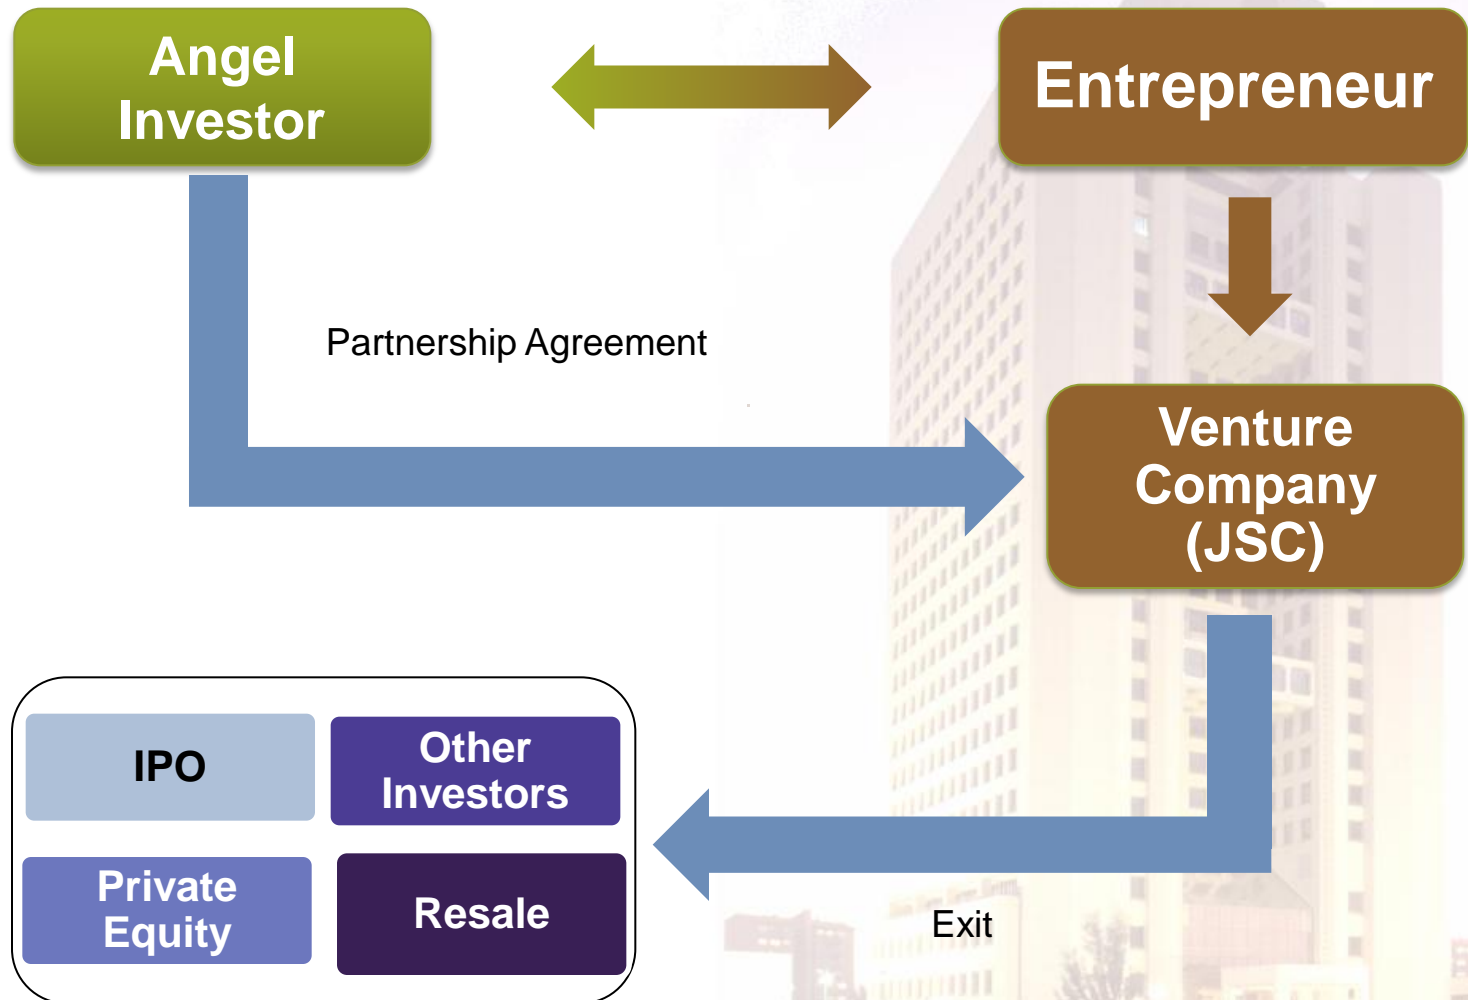 Angel
Investor
Entrepreneur
Partnership Agreement
Venture
Company
(JSC)
IPO
Other
Investors
Private
Equity
Resale
Exit